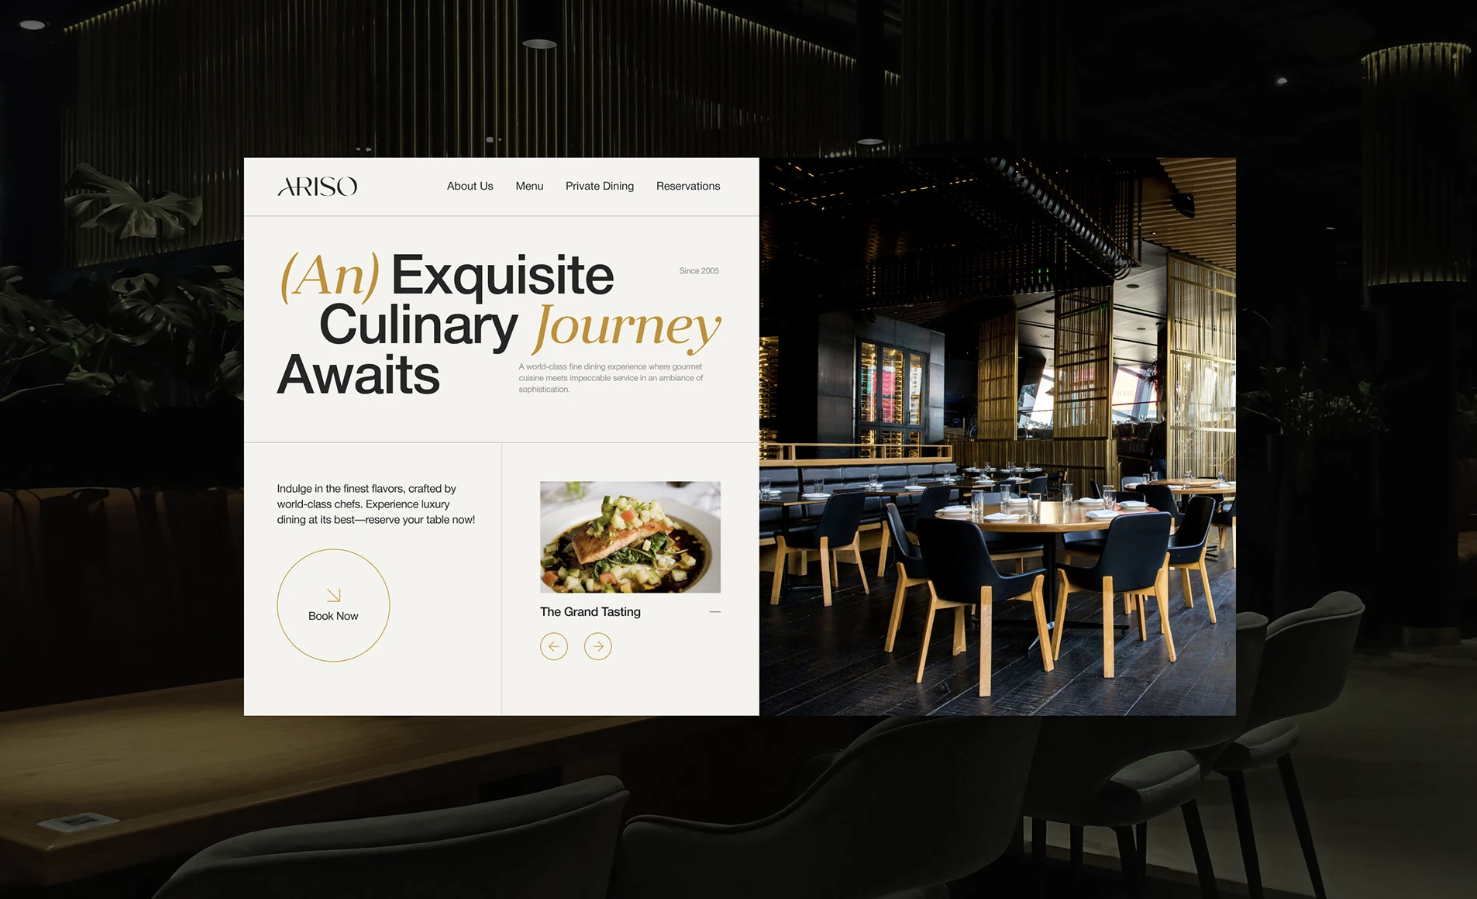 ARISO
About Us Menu Private Dining Reservations
(An) Exquisite
Since 2005
Culinary Journey
Awaits
A world-class fine dining experience where gourmet
cuisine meets impeccable service in an ambiance of
sophistication.
Indulge in the finest flavors, crafted by
world-class chefs. Experience luxury
dining at its best—reserve your table now!
Book Now
The Grand Tasting